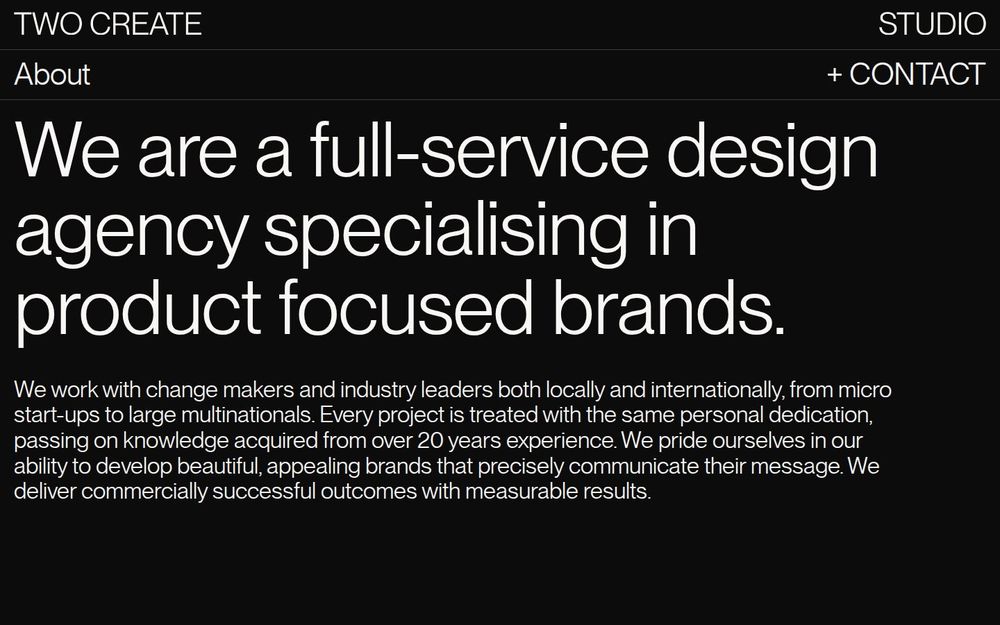 TWO CREATE STUDIO
About + CONTACT
We are a full-service design
agency specialising in
product focused brands.
We work with change makers and industry leaders both locally and internationally, from micro
start-ups to large multinationals. Every project is treated with the same personal dedication,
passing on knowledge acquired from over 20 years experience. We pride ourselves in our
ability to develop beautiful, appealing brands that precisely communicate their message. We
deliver commercially successful outcomes with measurable results.